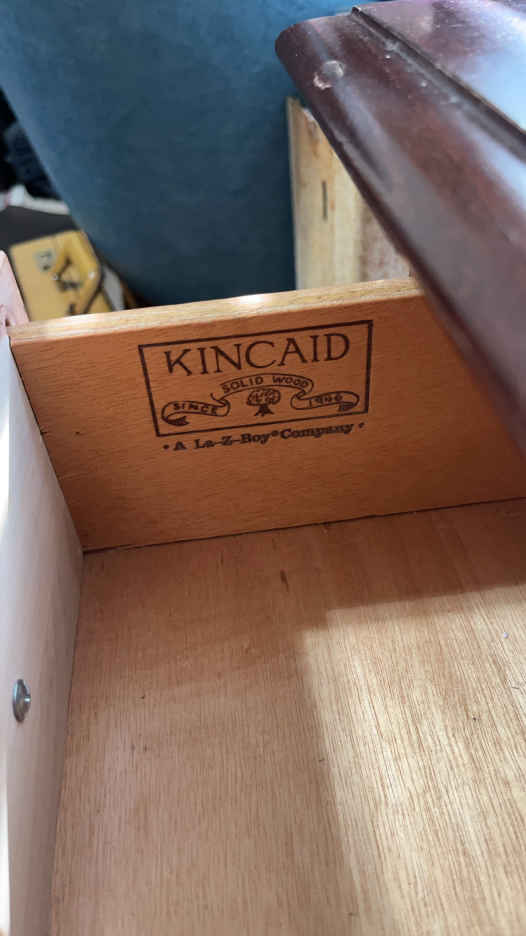 KINCAID
SOLID WOOD
SINCE 1946
• A La-Z-Boy® Company •